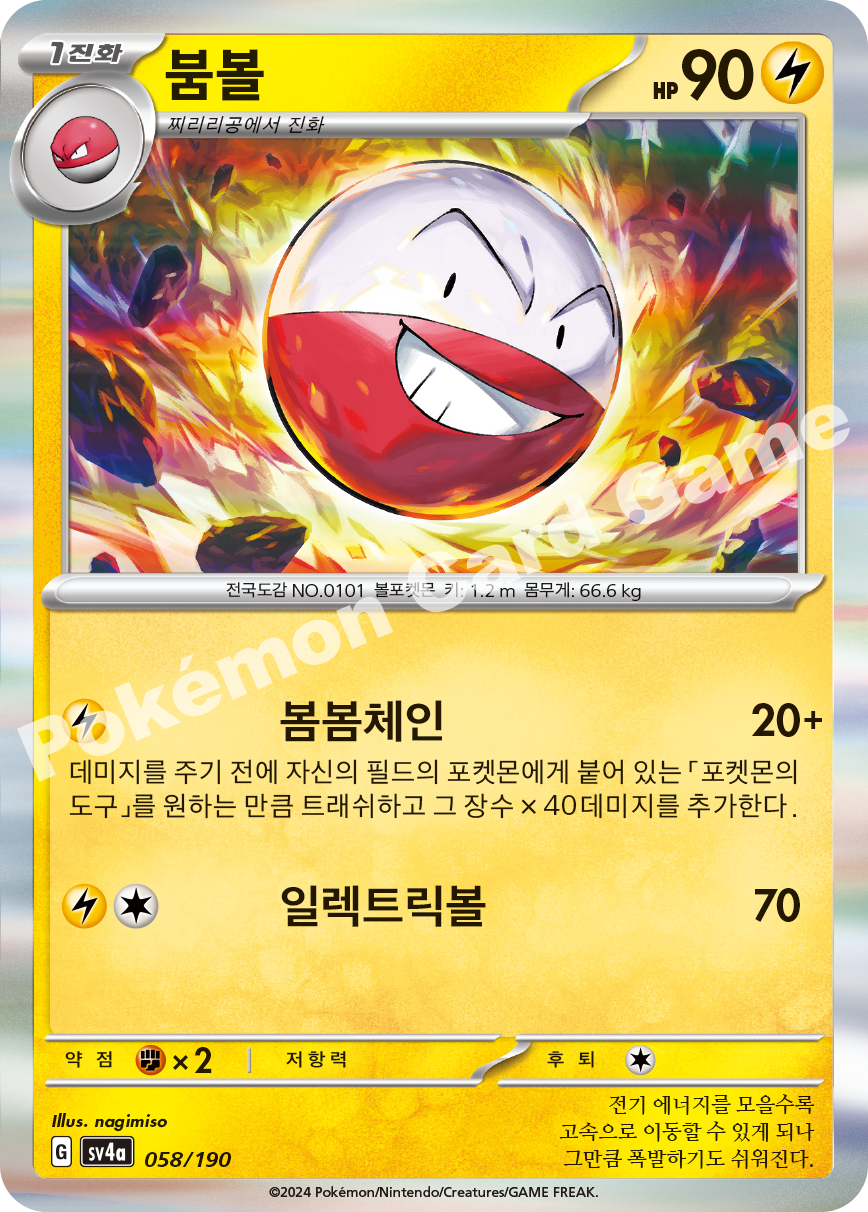 1진화
붐볼
HP 90
찌리리공에서 진화
전국도감 NO.0101 볼포켓몬 키: 1.2 m 몸무게: 66.6 kg
Pokémon Card Game
봄봄체인 20+
데미지를 주기 전에 자신의 필드의 포켓몬에게 붙어 있는 「포켓몬의
도구」를 원하는 만큼 트래쉬하고 그 장수 × 40데미지를 추가한다.
일렉트릭볼 70
약점 ×2 저항력 후퇴
전기 에너지를 모을수록
고속으로 이동할 수 있게 되나
그만큼 폭발하기도 쉬워진다.
Illus. nagimiso
G sv4a 058/190
©2024 Pokémon/Nintendo/Creatures/GAME FREAK.